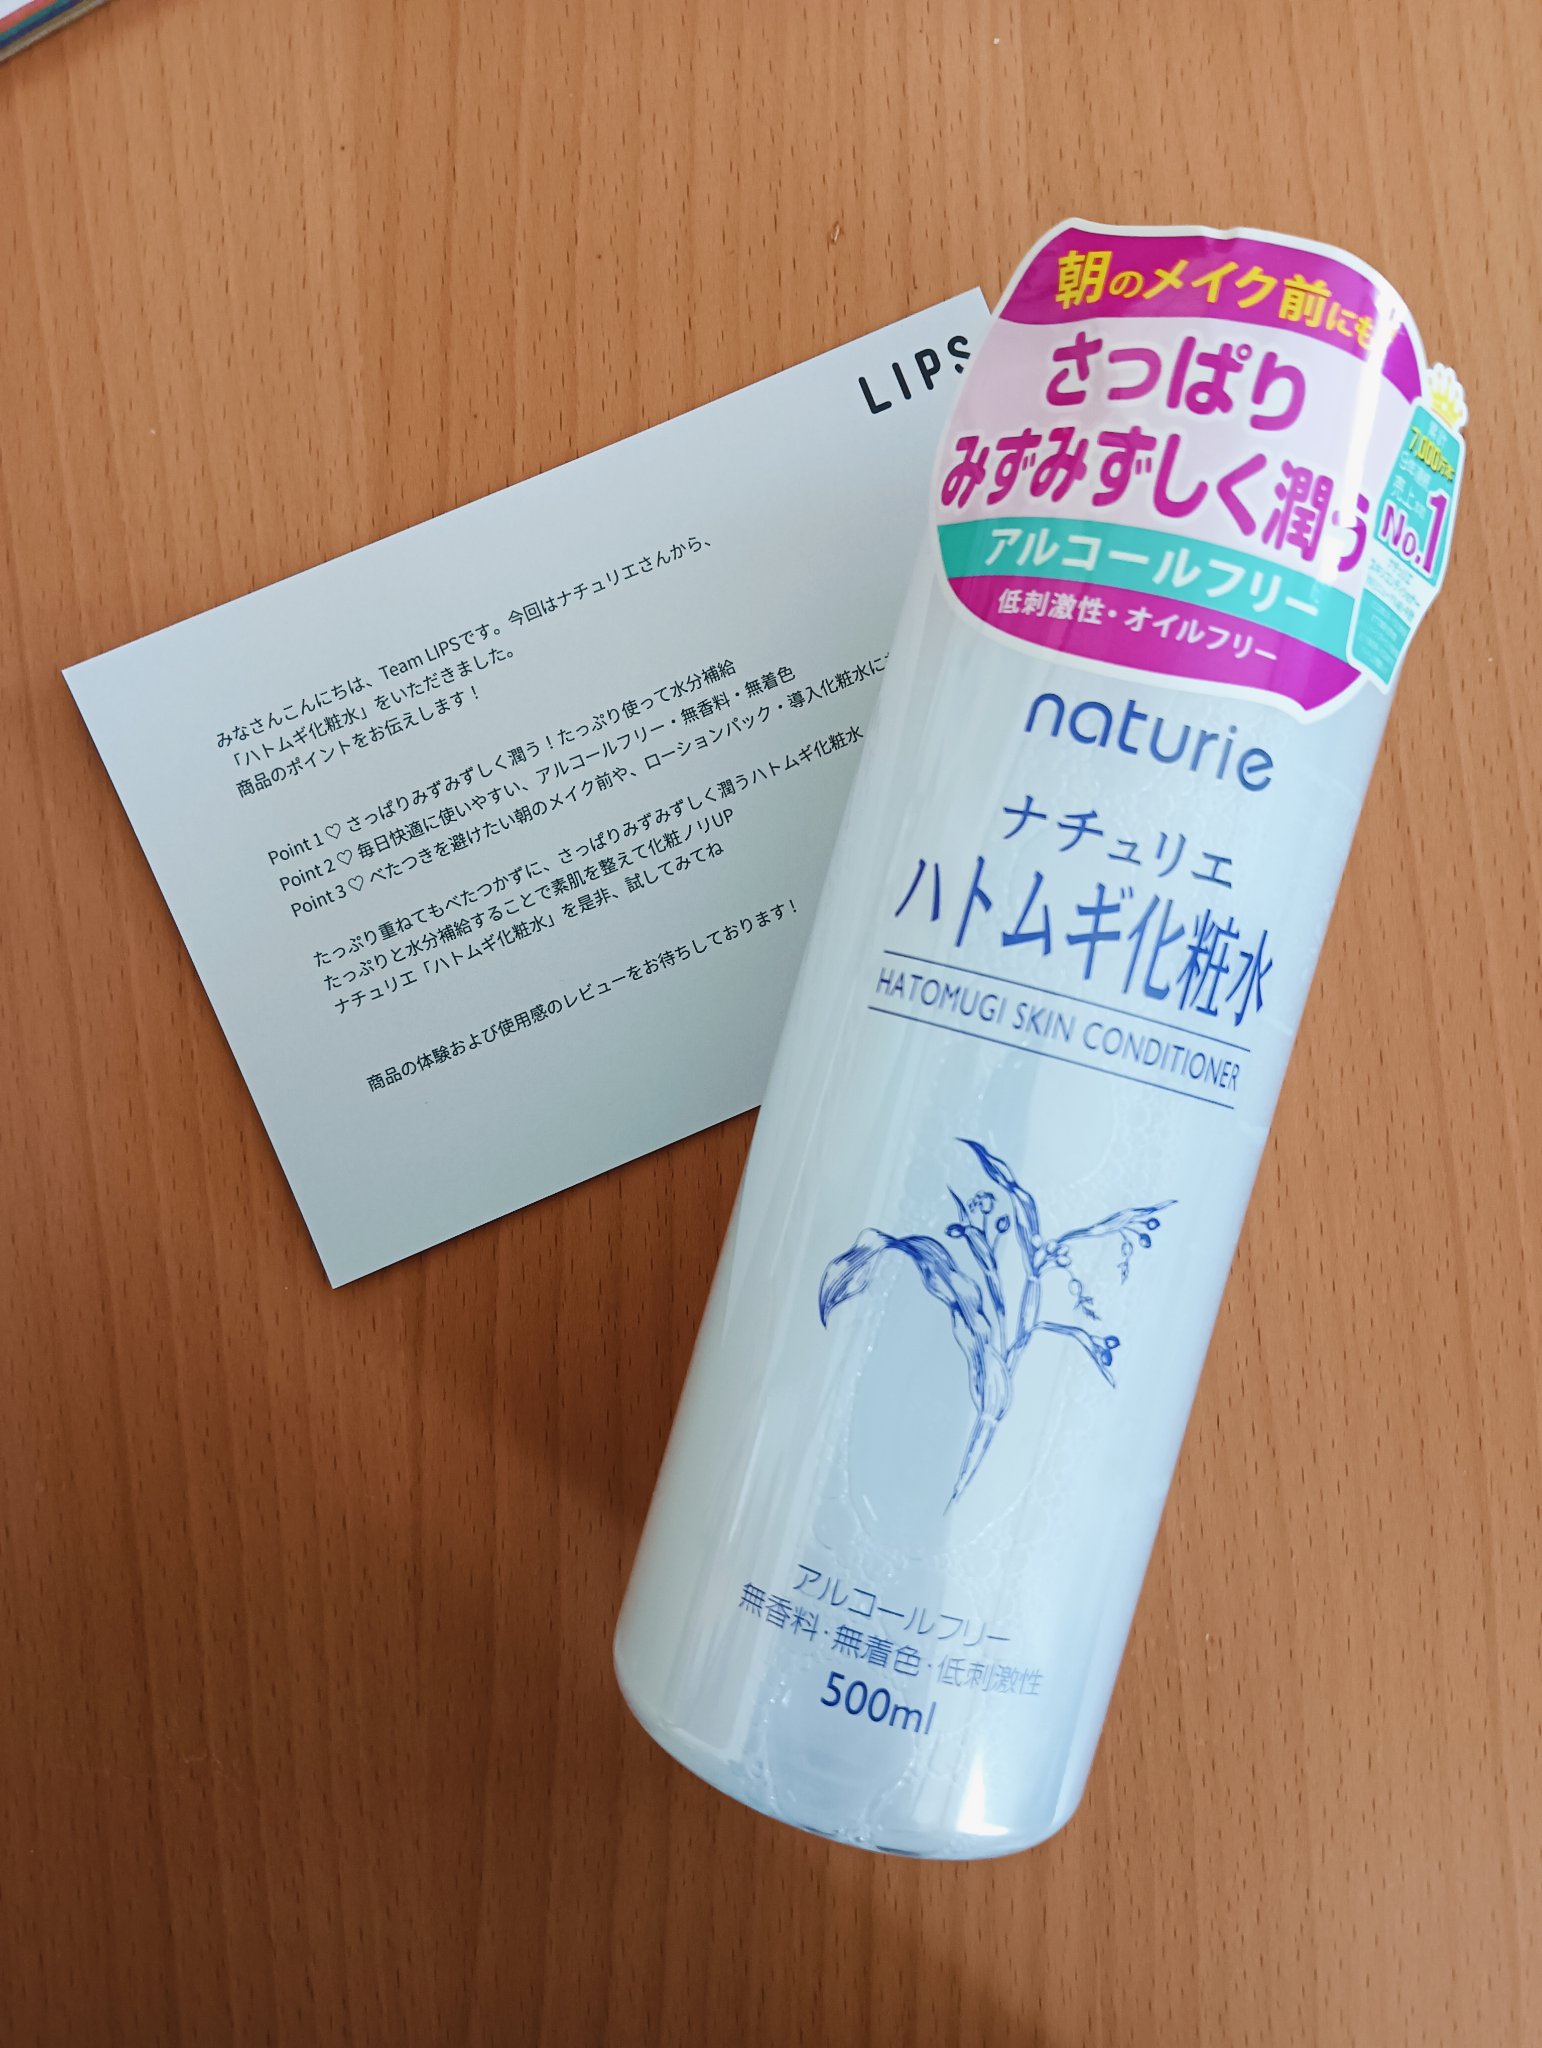 LIPS
みなさんこんにちは、Team LIPSです。今回はナチュリエさんから、
「ハトムギ化粧水」をいただきました。
商品のポイントをお伝えします！
Point 1 ♡ さっぱりみずみずしく潤う！たっぷり使って水分補給
Point 2 ♡ 毎日快適に使いやすい、アルコールフリー・無香料・無着色
Point 3 ♡ べたつきを避けたい朝のメイク前や、ローションパック・導入化粧水に
たっぷり重ねてもべたつかずに、さっぱりみずみずしく潤うハトムギ化粧水
たっぷりと水分補給することで素肌を整えて化粧ノリUP
ナチュリエ「ハトムギ化粧水」を是非、試してみてね
商品の体験および使用感のレビューをお待ちしております！
朝のメイク前にも
さっぱり
みずみずしく潤う
アルコールフリー
低刺激性・オイルフリー
累計
7,000万本
9年連続
売上
No.1
naturie
ナチュリエ
ハトムギ化粧水
HATOMUGI SKIN CONDITIONER
アルコールフリー
無香料・無着色・低刺激性
500ml